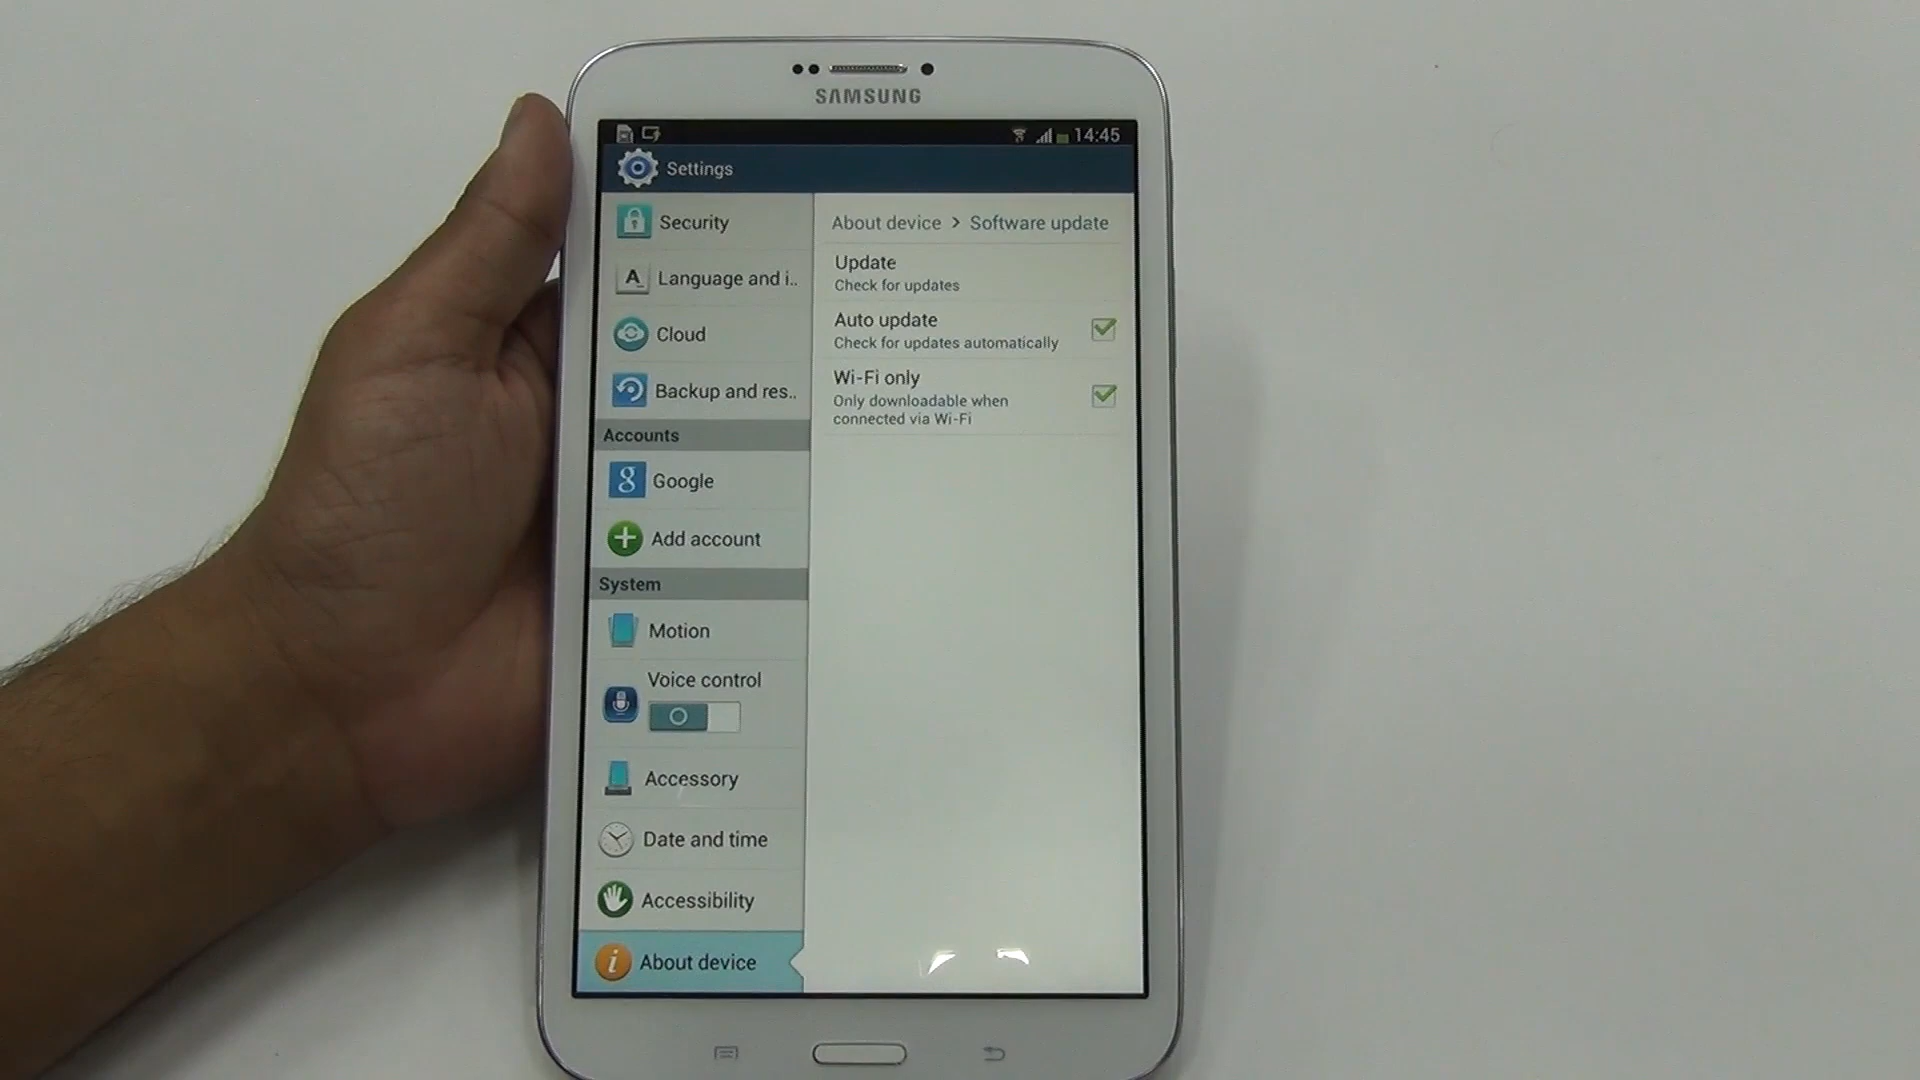 SAMSUNG
14:45
Settings
Security
Language and i..
Cloud
Backup and res..
Accounts
Google
Add account
System
Motion
Voice control
Accessory
Date and time
Accessibility
About device
About device > Software update
Update
Check for updates
Auto update
Check for updates automatically
Wi-Fi only
Only downloadable when
connected via Wi-Fi